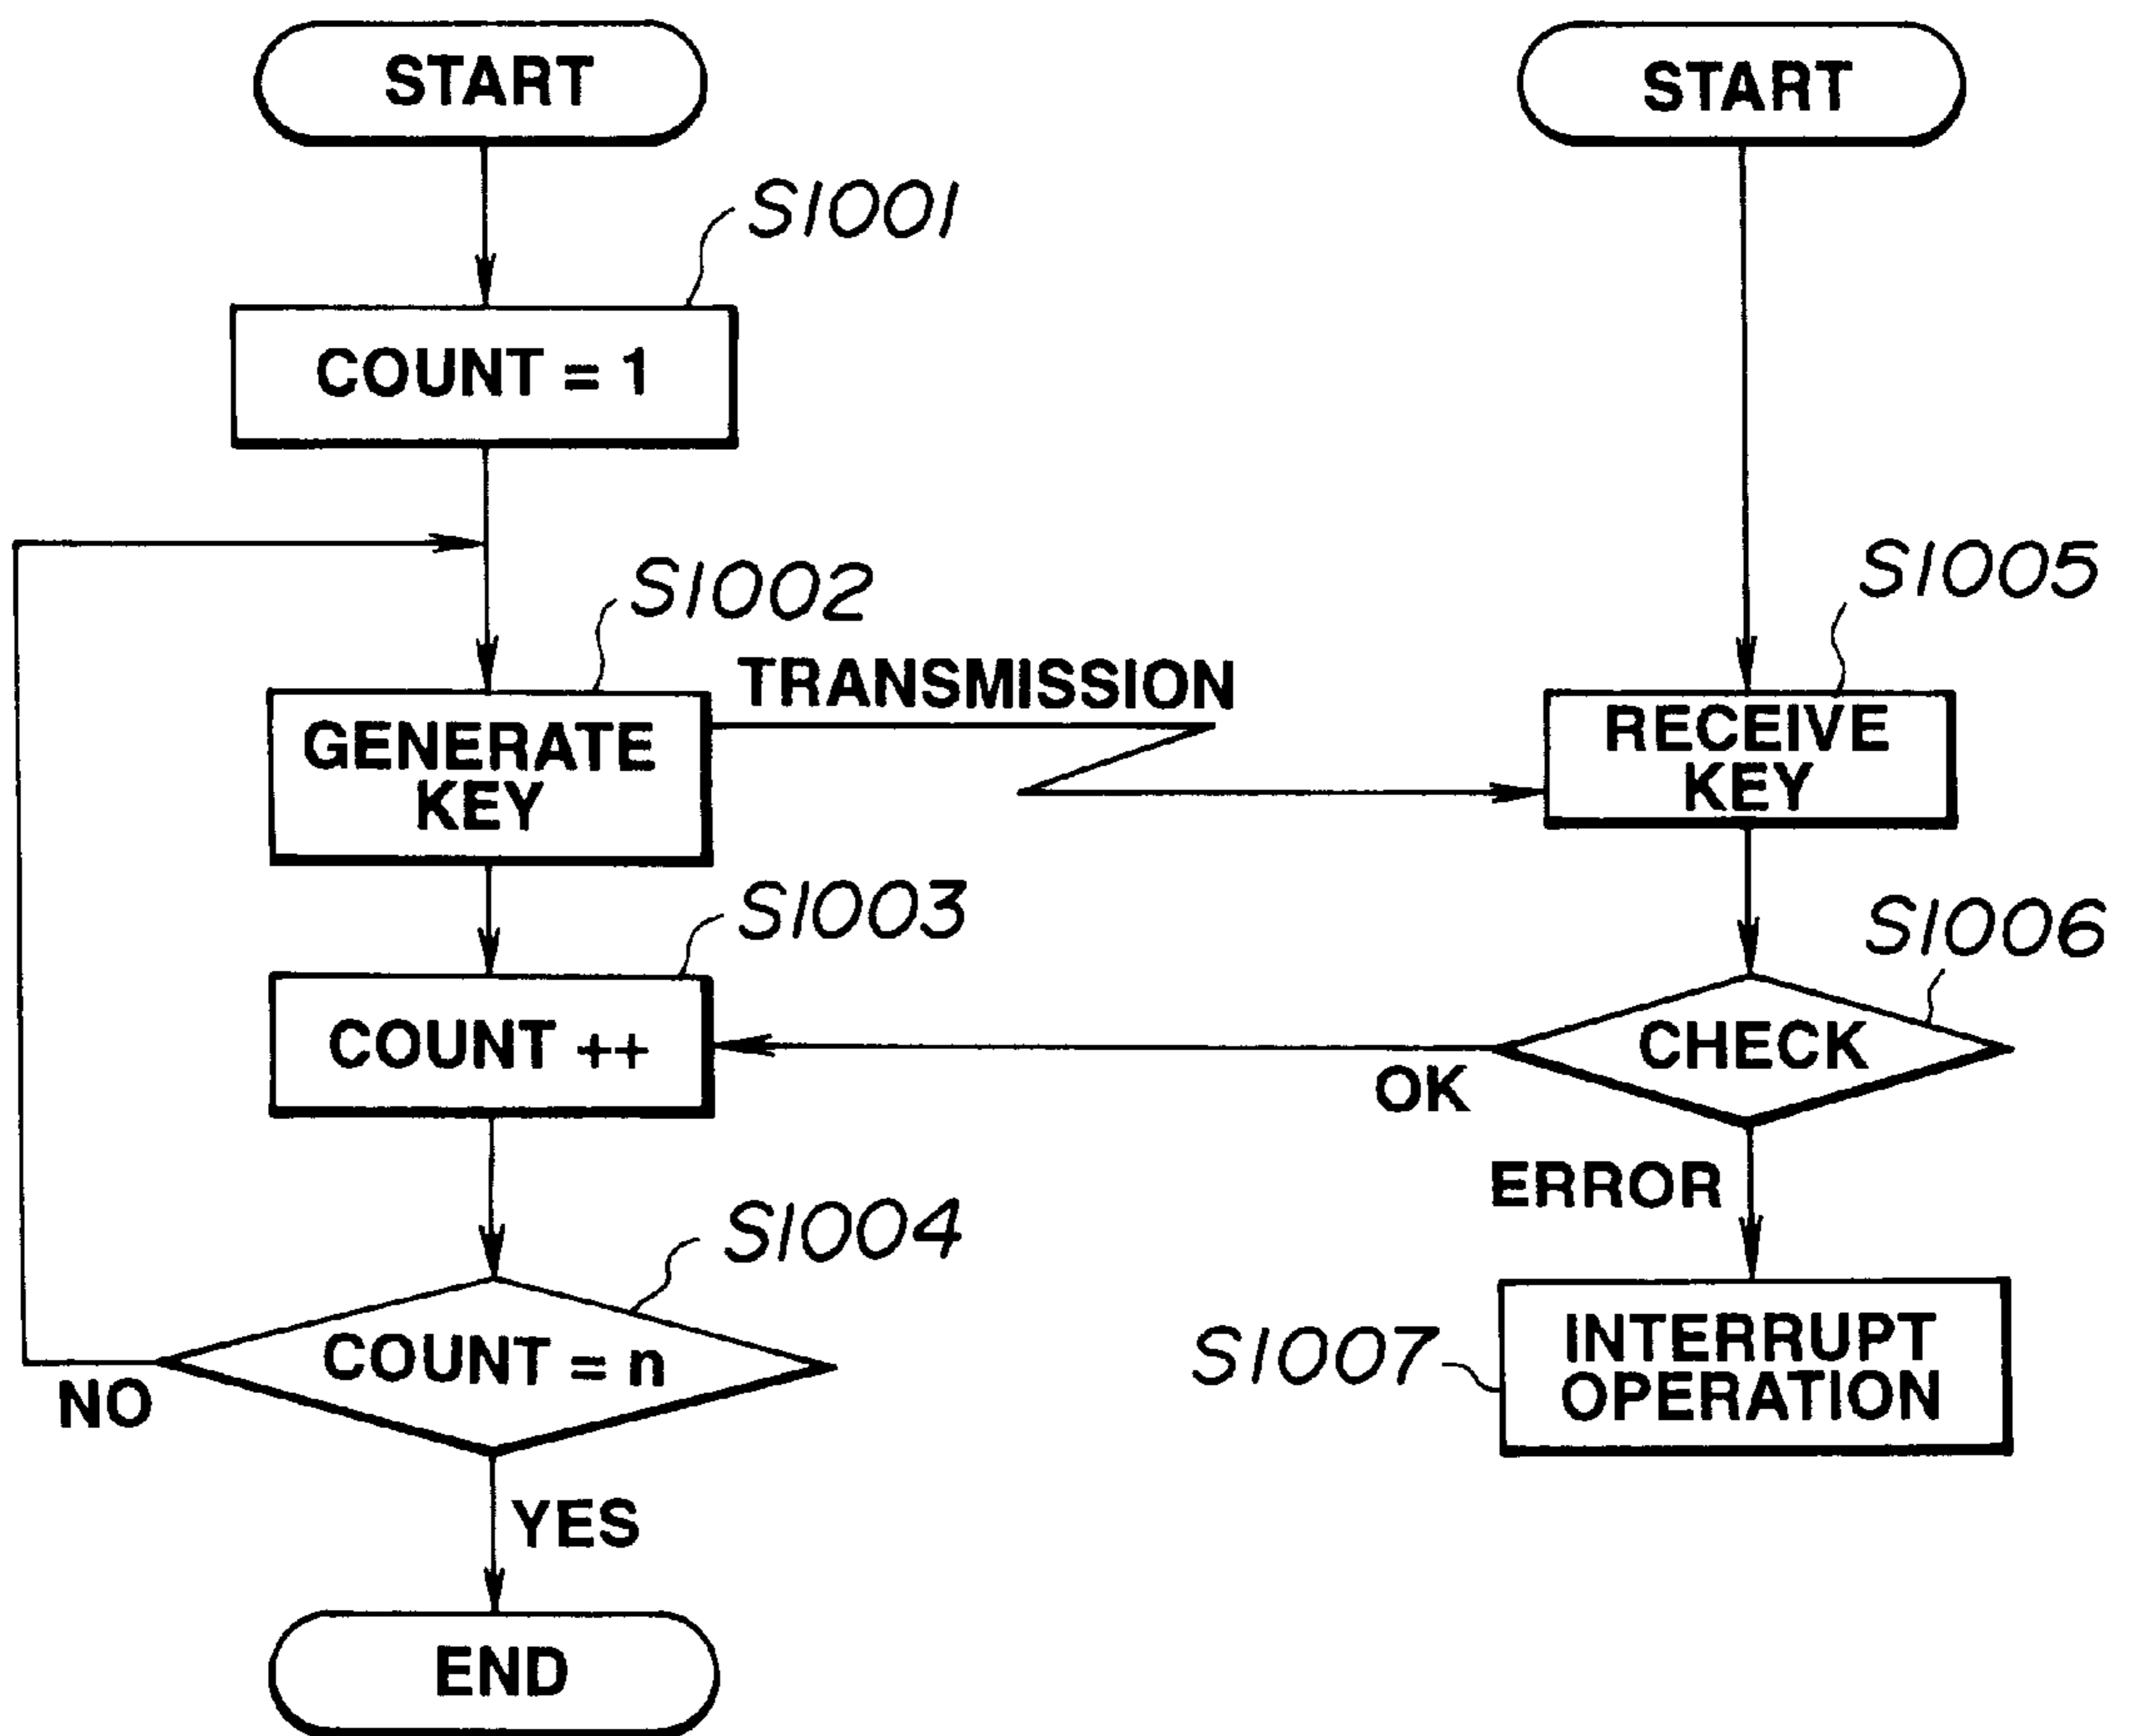 START
S1001
COUNT = 1
S1002
GENERATE
KEY
TRANSMISSION
S1003
COUNT ++
S1004
COUNT = n
NO
YES
END
START
S1005
RECEIVE
KEY
S1006
CHECK
OK
ERROR
S1007
INTERRUPT
OPERATION